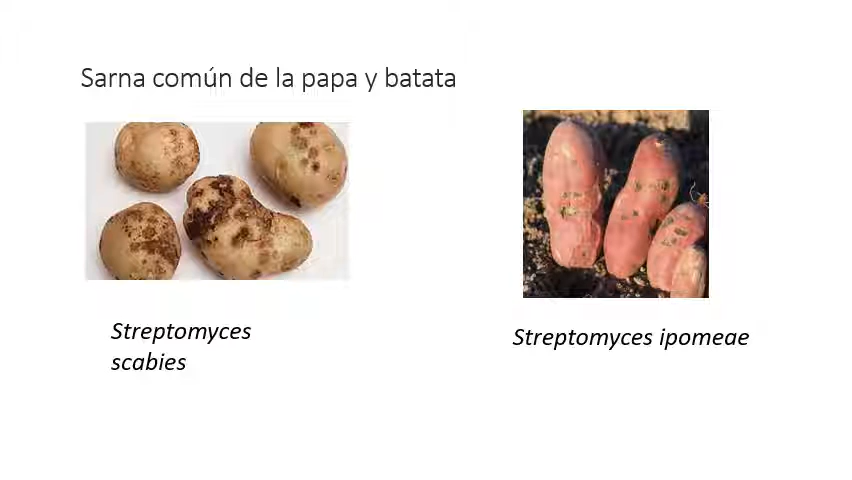 Sarna común de la papa y batata
Streptomyces
scabies
Streptomyces ipomeae